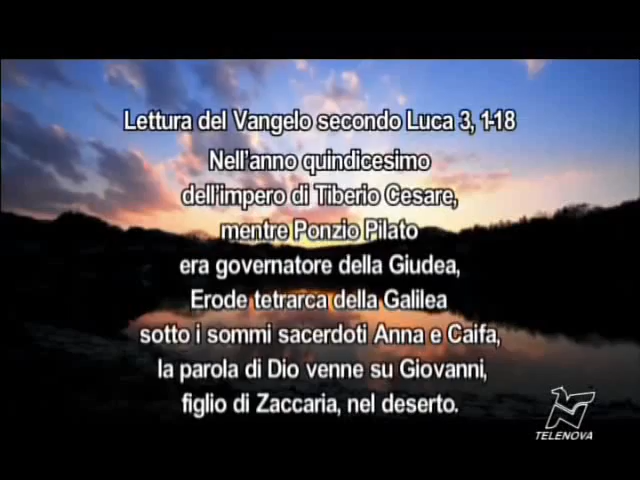 Lettura del Vangelo secondo Luca 3, 1-18
Nell'anno quindicesimo
dell'impero di Tiberio Cesare,
mentre Ponzio Pilato
era governatore della Giudea,
Erode tetrarca della Galilea
sotto i sommi sacerdoti Anna e Caifa,
la parola di Dio venne su Giovanni,
figlio di Zaccaria, nel deserto.
TELENOVA